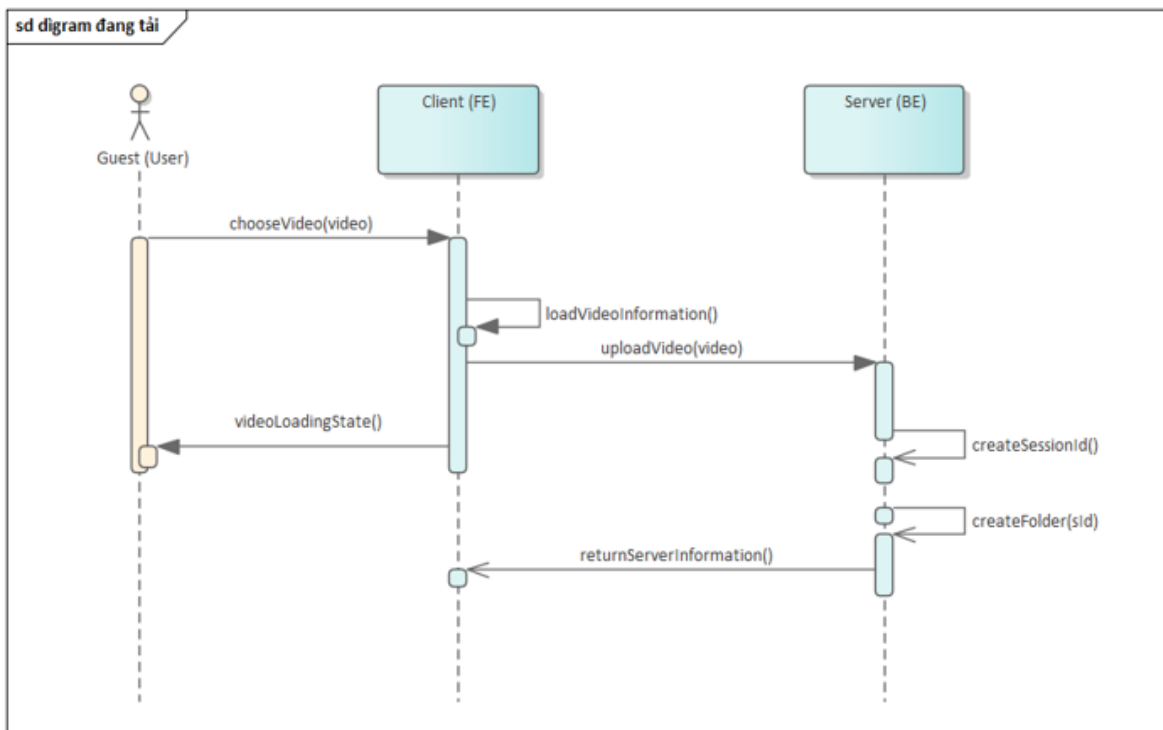 sd digram đang tải
Guest (User)
Client (FE)
Server (BE)
chooseVideo(video)
loadVideoInformation()
uploadVideo(video)
videoLoadingState()
createSessionId()
createFolder(sId)
returnServerInformation()